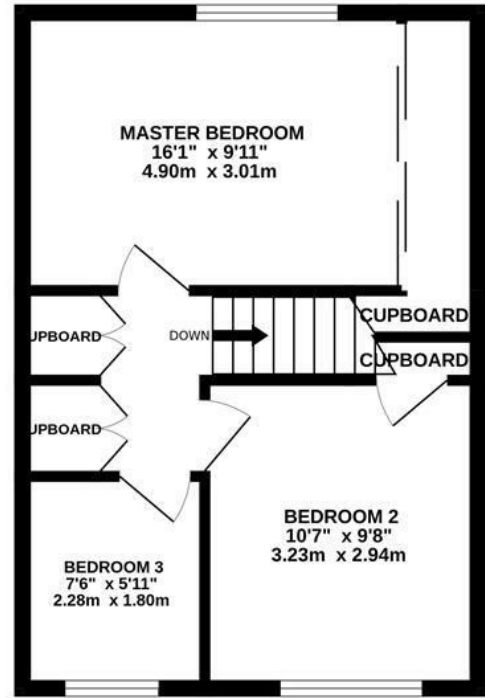 MASTER BEDROOM
16'1" x 9'11"
4.90m x 3.01m
UPBOARD
DOWN
CUPBOARD
CUPBOARD
UPBOARD
BEDROOM 2
10'7" x 9'8"
3.23m x 2.94m
BEDROOM 3
7'6" x 5'11"
2.28m x 1.80m